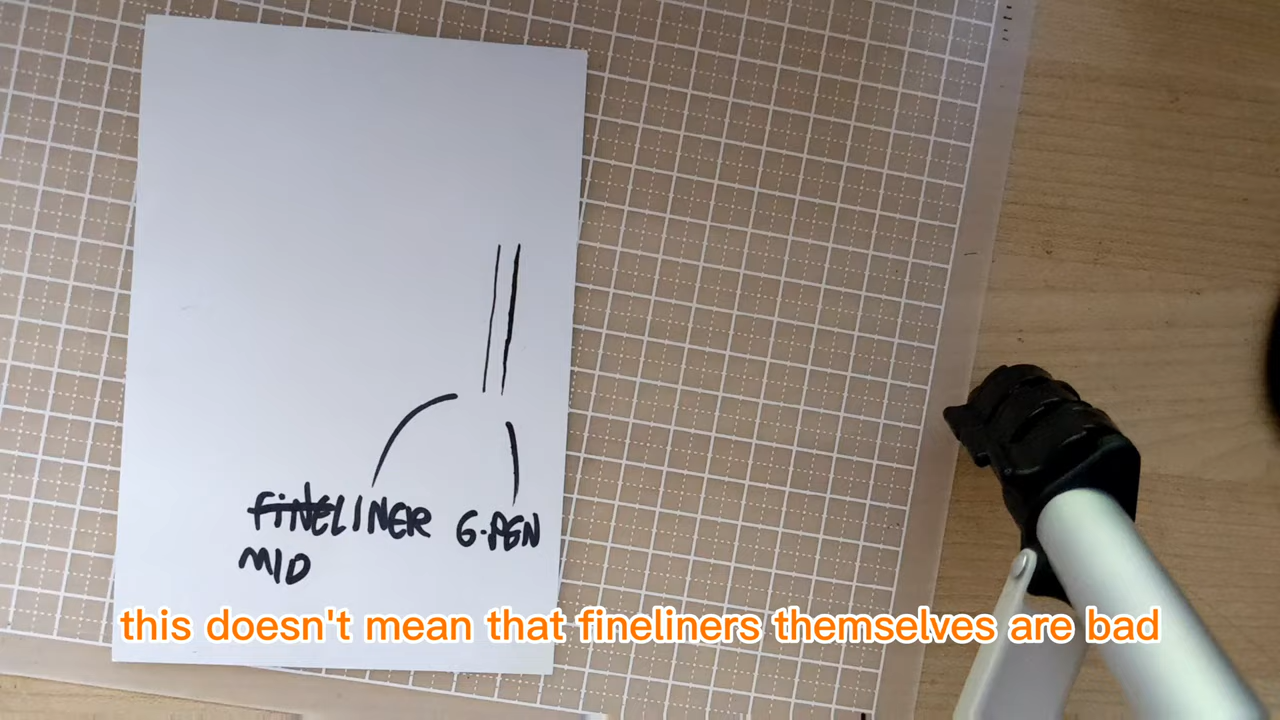 FINELINER G-PEN
MID
this doesn't mean that fineliners themselves are bad